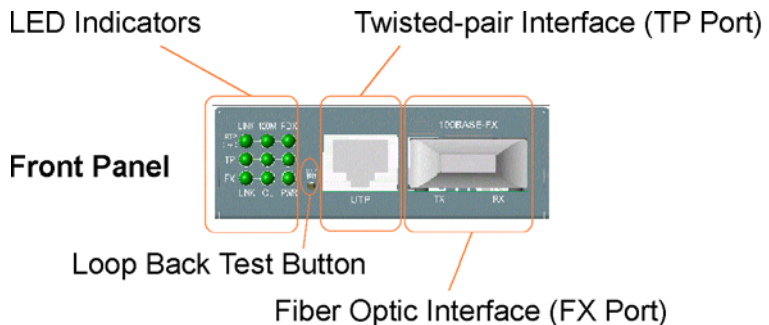 LED Indicators
Twisted-pair Interface (TP Port)
LINK 100M FDX
100BASE-FX
TP
Front Panel
FX
LINK PWR
UTP
TX RX
Loop Back Test Button
Fiber Optic Interface (FX Port)